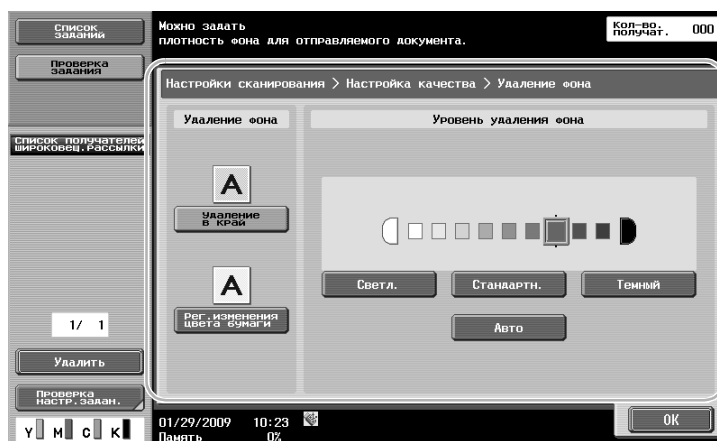 Список
заданий
Можно задать
плотность фона для отправляемого документа.
Кол-во.
получат. 000
Проверка
задания
Настройки сканирования > Настройка качества > Удаление фона
Удаление фона
Уровень удаления фона
Список получателей
широковещ.рассылки
A
Удаление
в край
A
Рег.изменения
цвета бумаги
Светл.
Стандартн.
Темный
Авто
1/ 1
Удалить
Проверка
настр.задан.
Y M C K
01/29/2009 10:23
Память 0%
OK